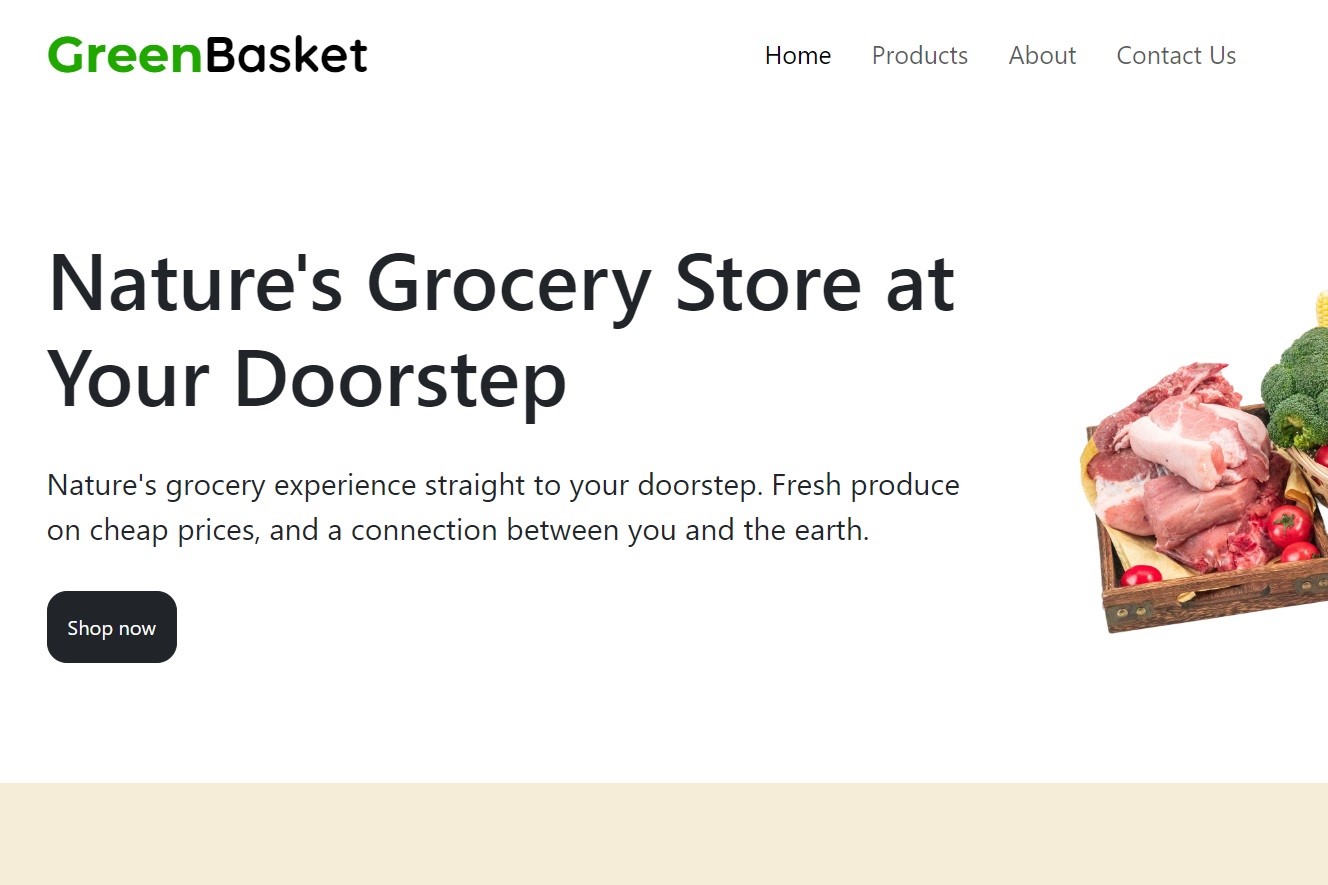 GreenBasket
Home Products About Contact Us
Nature's Grocery Store at
Your Doorstep
Nature's grocery experience straight to your doorstep. Fresh produce
on cheap prices, and a connection between you and the earth.
Shop now